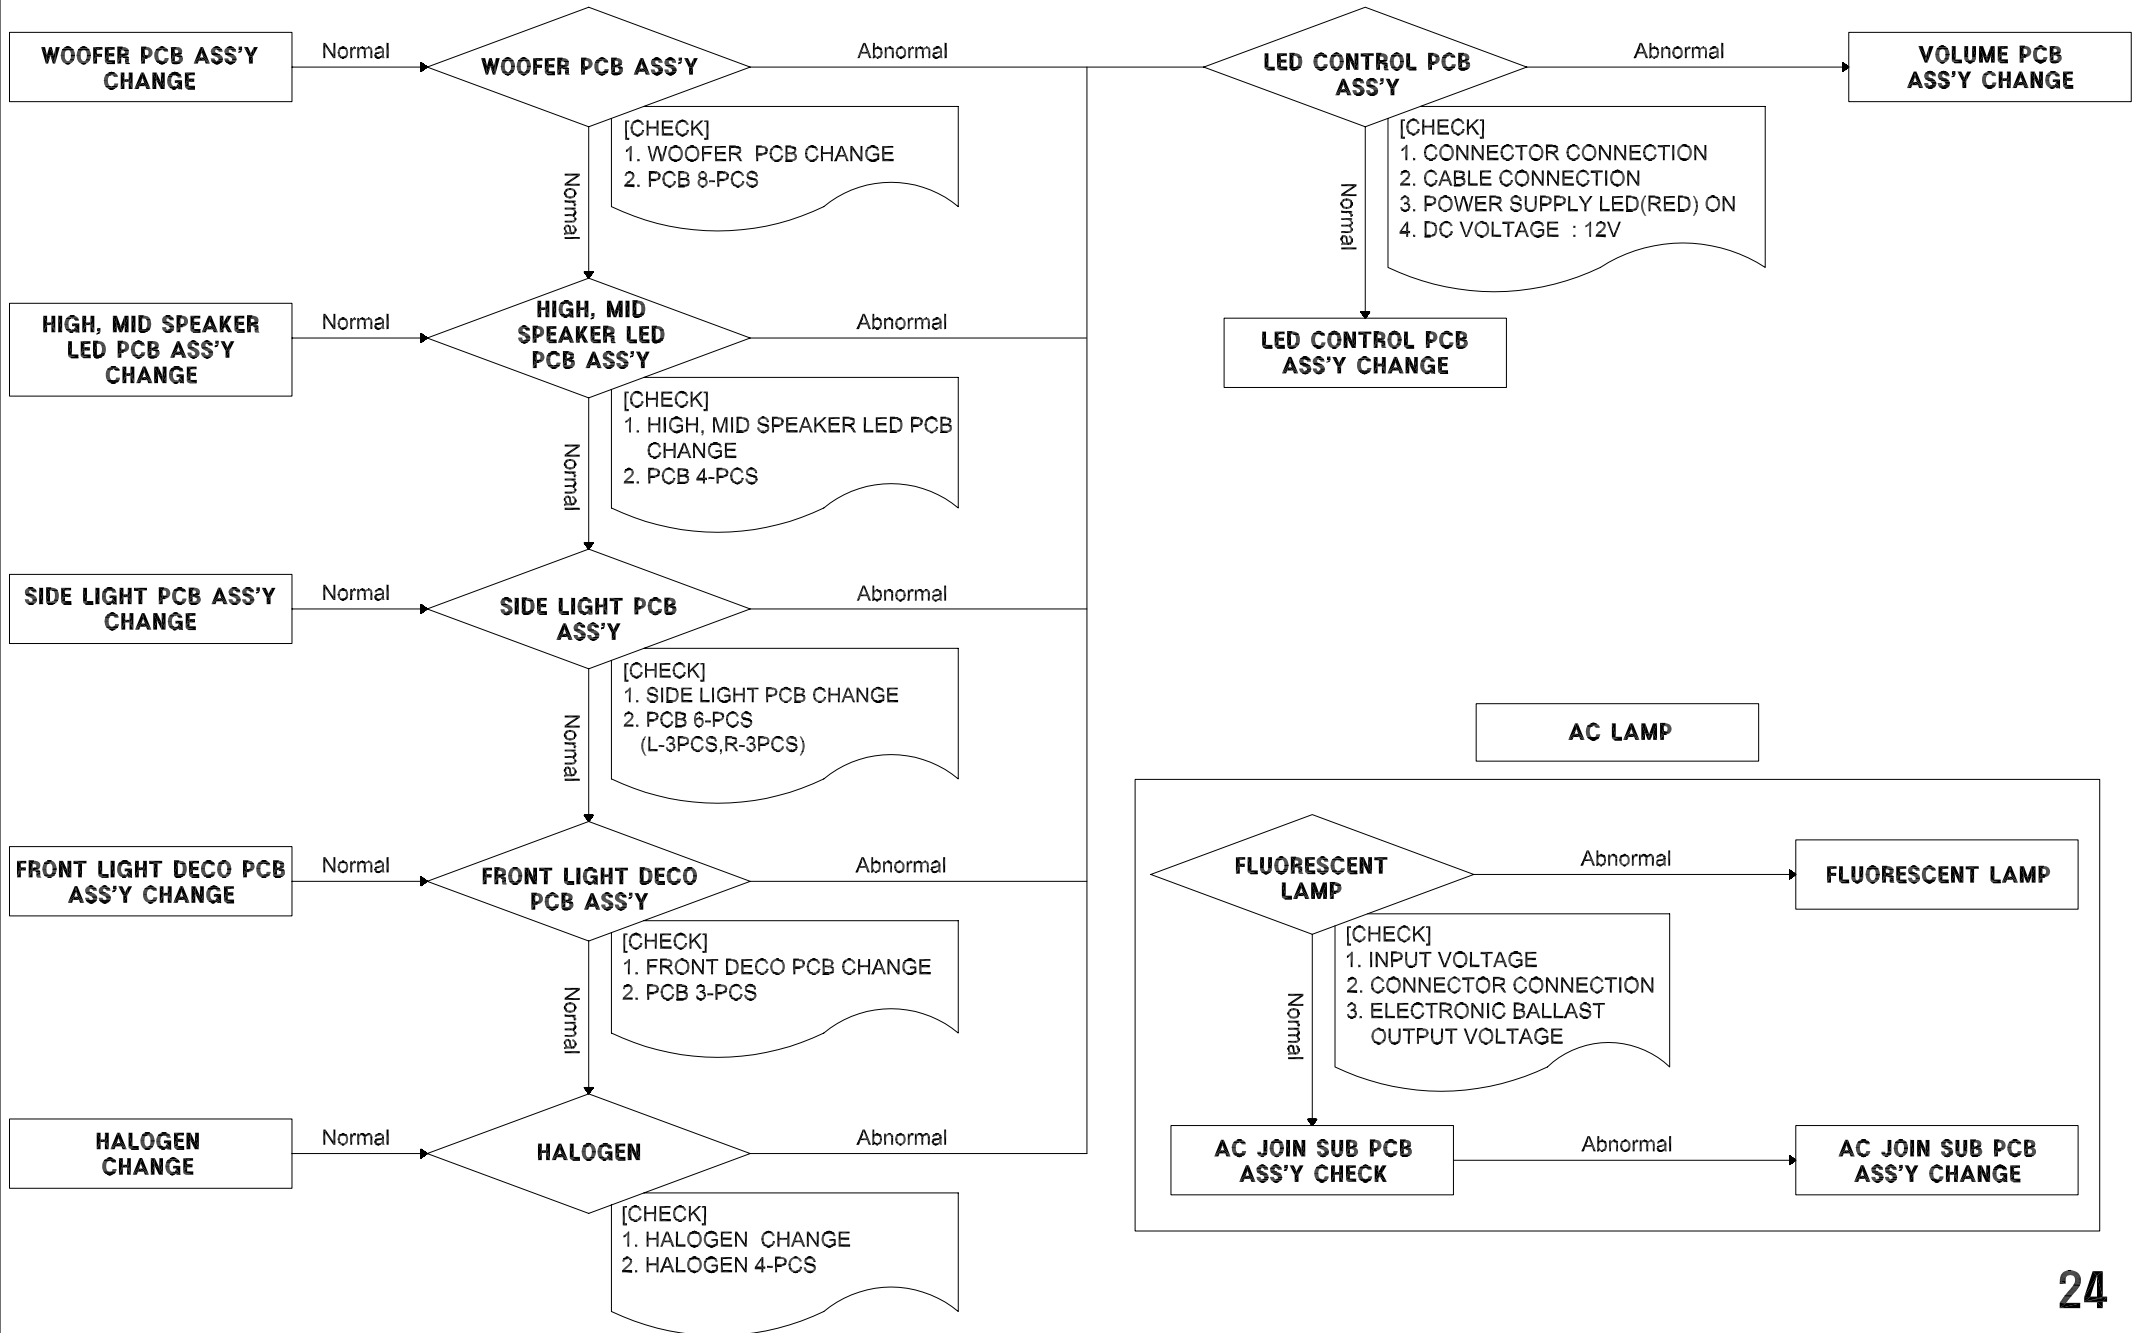 WOOFER PCB ASS'Y
CHANGE
Normal
WOOFER PCB ASS'Y
Abnormal
[CHECK]
1. WOOFER  PCB CHANGE
2. PCB 8-PCS
Normal
HIGH, MID SPEAKER
LED PCB ASS'Y
CHANGE
Normal
HIGH, MID
SPEAKER LED
PCB ASS'Y
Abnormal
[CHECK]
1. HIGH, MID SPEAKER LED PCB
CHANGE
2. PCB 4-PCS
Normal
SIDE LIGHT PCB ASS'Y
CHANGE
Normal
SIDE LIGHT PCB
ASS'Y
Abnormal
[CHECK]
1. SIDE LIGHT PCB CHANGE
2. PCB 6-PCS
(L-3PCS,R-3PCS)
Normal
FRONT LIGHT DECO PCB
ASS'Y CHANGE
Normal
FRONT LIGHT DECO
PCB ASS'Y
Abnormal
[CHECK]
1. FRONT DECO PCB CHANGE
2. PCB 3-PCS
Normal
HALOGEN
CHANGE
Normal
HALOGEN
Abnormal
[CHECK]
1. HALOGEN  CHANGE
2. HALOGEN 4-PCS
LED CONTROL PCB
ASS'Y
Abnormal
VOLUME PCB
ASS'Y CHANGE
[CHECK]
1. CONNECTOR CONNECTION
2. CABLE CONNECTION
3. POWER SUPPLY LED(RED) ON
4. DC VOLTAGE  : 12V
Normal
LED CONTROL PCB
ASS'Y CHANGE
AC LAMP
FLUORESCENT
LAMP
Abnormal
FLUORESCENT LAMP
[CHECK]
1. INPUT VOLTAGE
2. CONNECTOR CONNECTION
3. ELECTRONIC BALLAST
OUTPUT VOLTAGE
Normal
AC JOIN SUB PCB
ASS'Y CHECK
Abnormal
AC JOIN SUB PCB
ASS'Y CHANGE
24